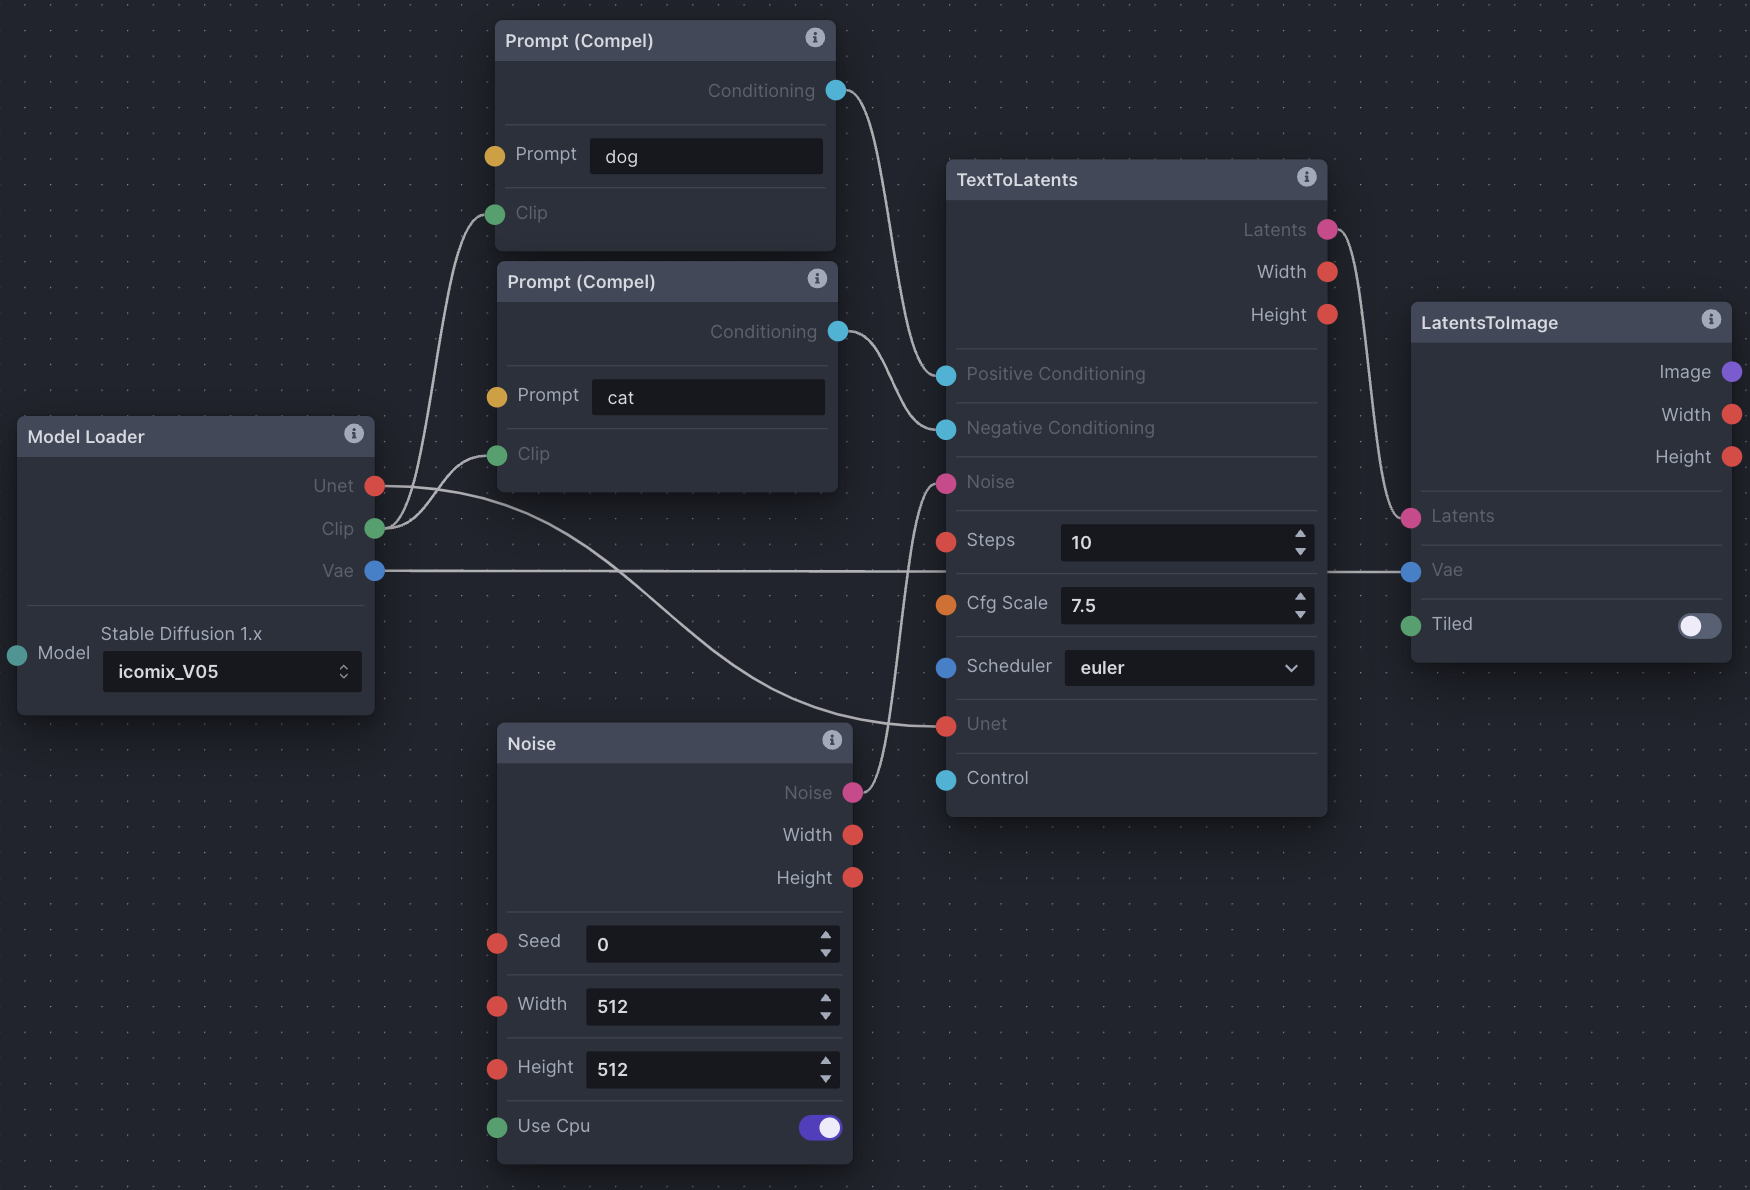 Prompt (Compel)
Conditioning
Prompt dog
Clip
Prompt (Compel)
Conditioning
Prompt cat
Clip
Model Loader
Unet
Clip
Vae
Stable Diffusion 1.x
Model icomix_V05
Noise
Noise
Width
Height
Seed 0
Width 512
Height 512
Use Cpu
TextToLatents
Latents
Width
Height
Positive Conditioning
Negative Conditioning
Noise
Steps 10
Cfg Scale 7.5
Scheduler euler
Unet
Control
LatentsToImage
Image
Width
Height
Latents
Vae
Tiled